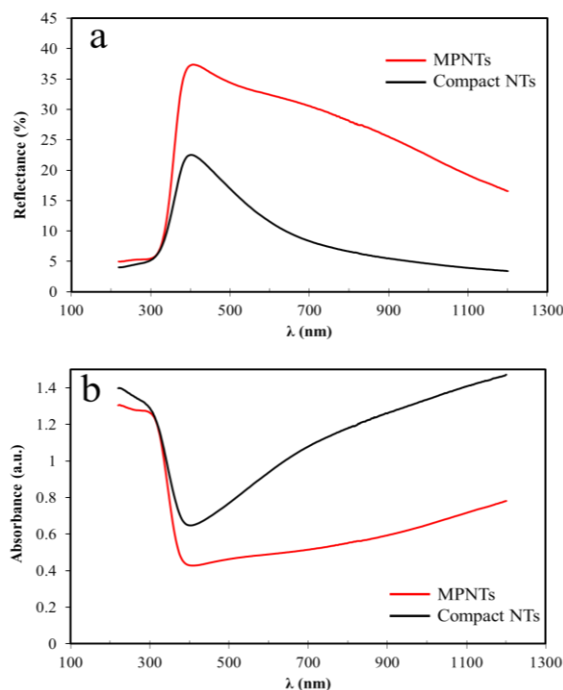 a
45
40
35
30
25
20
15
10
5
0
Reflectance (%)
MPNTs
Compact NTs
100 300 500 700 900 1100 1300
λ (nm)
b
1.4
1.2
1
0.8
0.6
0.4
0.2
0
Absorbance (a.u.)
MPNTs
Compact NTs
100 300 500 700 900 1100 1300
λ (nm)